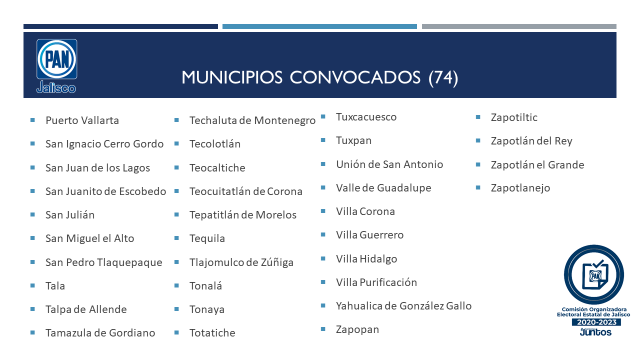 PAN
Jalisco
MUNICIPIOS CONVOCADOS (74)
Puerto Vallarta
San Ignacio Cerro Gordo
San Juan de los Lagos
San Juanito de Escobedo
San Julián
San Miguel el Alto
San Pedro Tlaquepaque
Tala
Talpa de Allende
Tamazula de Gordiano
Techaluta de Montenegro
Tecolotlán
Teocaltiche
Teocuitatlán de Corona
Tepatitlán de Morelos
Tequila
Tlajomulco de Zúñiga
Tonalá
Tonaya
Totatiche
Tuxcacuesco
Tuxpan
Unión de San Antonio
Valle de Guadalupe
Villa Corona
Villa Guerrero
Villa Hidalgo
Villa Purificación
Yahualica de González Gallo
Zapopan
Zapotiltic
Zapotlán del Rey
Zapotlán el Grande
Zapotlanejo
PAN
Comisión Organizadora
Electoral Estatal de Jalisco
2020-2023
Juntos